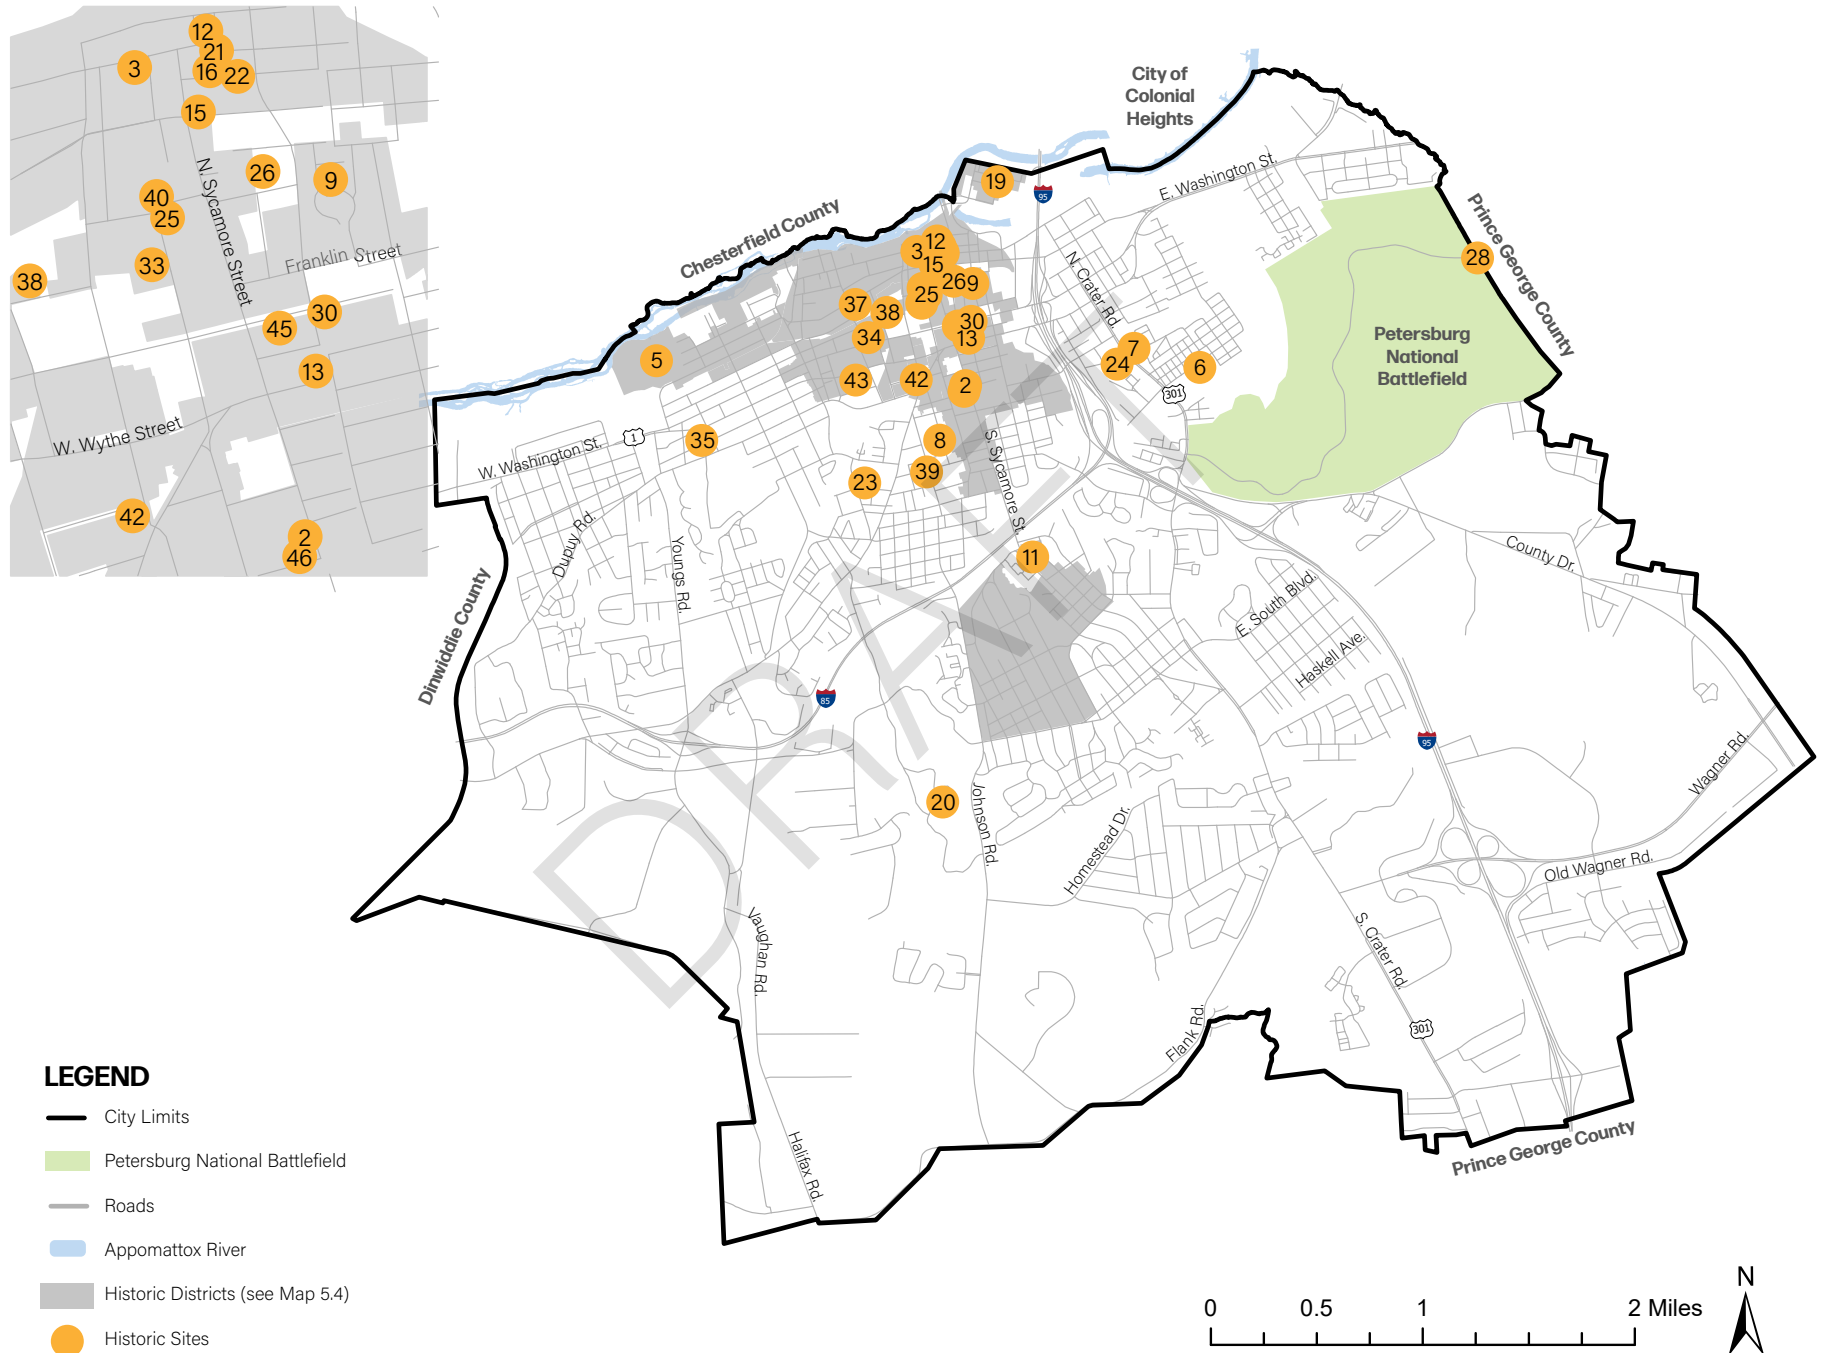 12
21
3
16
22
15
26
9
40
25
33
38
N. Sycamore Street
Franklin Street
30
45
13
W. Wythe Street
42
2
46
City of
Colonial
Heights
Chesterfield County
19
95
E. Washington St.
Prince George County
28
12
3
15
26
9
25
37
38
30
34
13
N. Crater Rd.
7
24
6
301
Petersburg
National
Battlefield
5
43
42
2
W. Washington St.
1
35
8
39
23
S. Sycamore St.
11
Dupuy Rd.
Youngs Rd.
Dinwiddie County
County Dr.
E. South Blvd.
Haskell Ave.
85
95
20
Johnson Rd.
Homestead Dr.
Wagner Rd.
Old Wagner Rd.
Vaughan Rd.
S. Crater Rd.
301
Flank Rd.
Halifax Rd.
Prince George County
DRAFT
LEGEND
City Limits
Petersburg National Battlefield
Roads
Appomattox River
Historic Districts (see Map 5.4)
Historic Sites
0 0.5 1 2 Miles
N